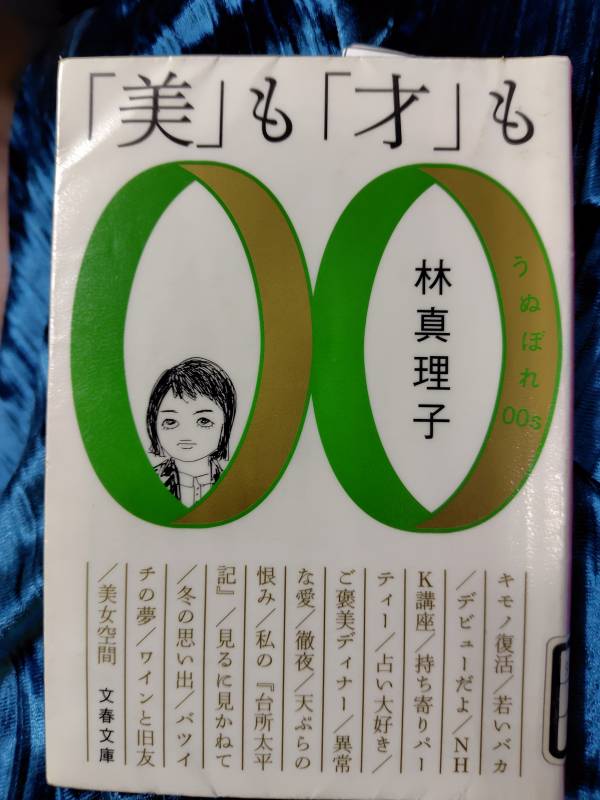 「美」も「才」も
林真理子
うぬぼれ00s
キモノ復活/若いバカ
/デビューだよ/NH
K講座/持ち寄りパー
ティー/占い大好き/
ご褒美ディナー/異常
な愛/徹夜/天ぷらの
恨み/私の『台所太平
記』/見るに見かねて
/冬の思い出/バツイ
チの夢/ワインと旧友
/美女空間
文春文庫